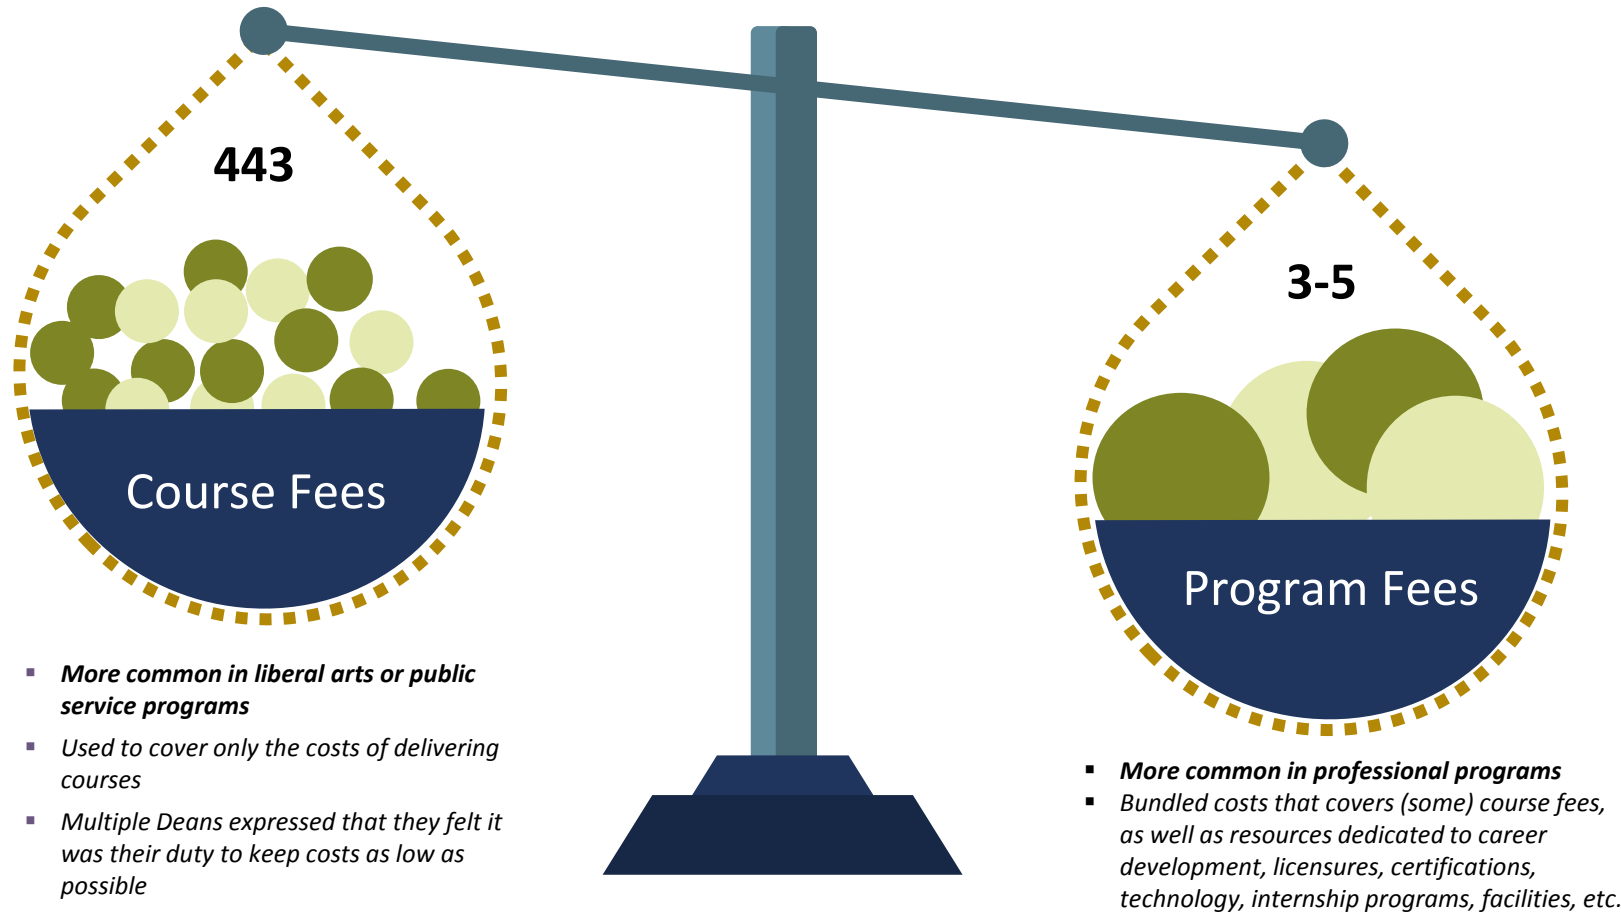 443
Course Fees
▪ More common in liberal arts or public
service programs
▪ Used to cover only the costs of delivering
courses
▪ Multiple Deans expressed that they felt it
was their duty to keep costs as low as
possible
3-5
Program Fees
▪ More common in professional programs
▪ Bundled costs that covers (some) course fees,
as well as resources dedicated to career
development, licensures, certifications,
technology, internship programs, facilities, etc.